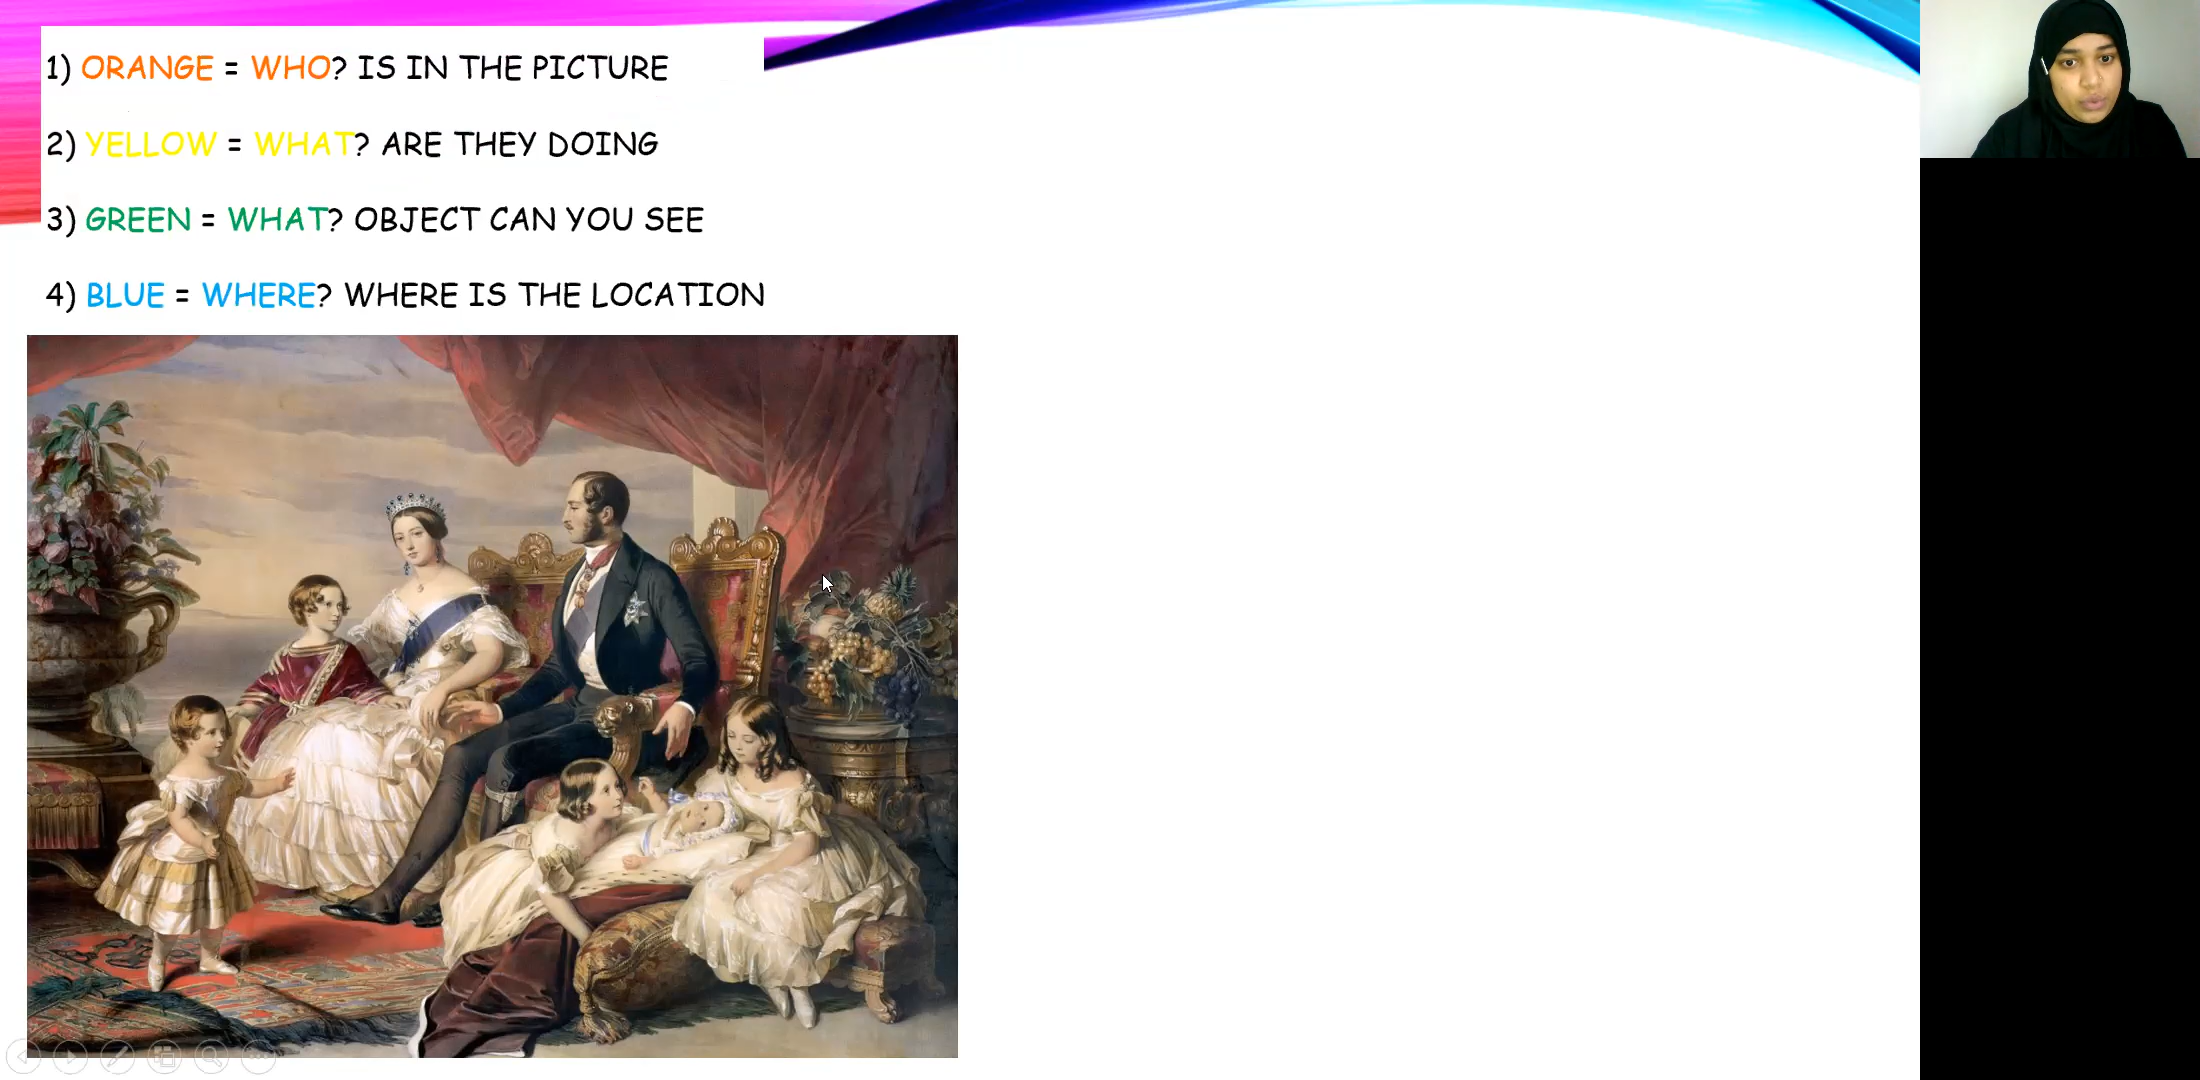 1) ORANGE = WHO? IS IN THE PICTURE
2) YELLOW = WHAT? ARE THEY DOING
3) GREEN = WHAT? OBJECT CAN YOU SEE
4) BLUE = WHERE? WHERE IS THE LOCATION